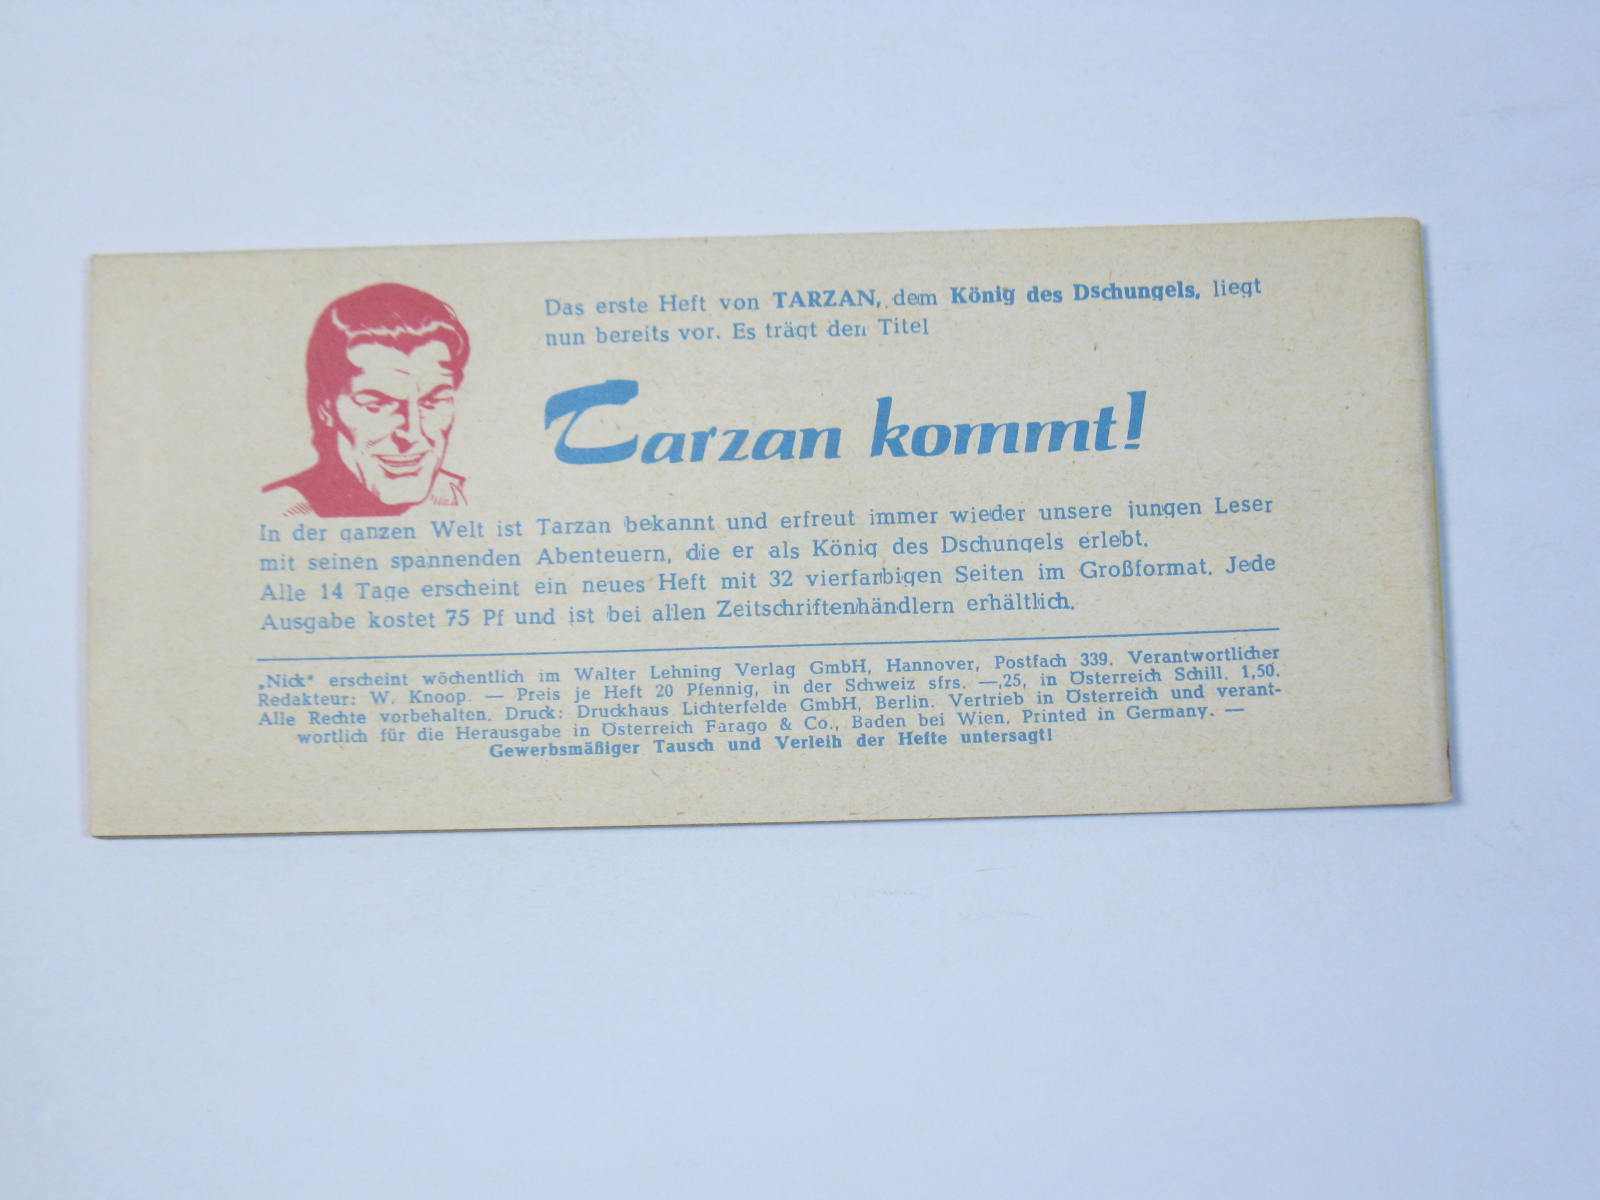 Das erste Heft von TARZAN, dem König des Dschungels, liegt
nun bereits vor. Es trägt den Titel
Tarzan kommt!
In der ganzen Welt ist Tarzan bekannt und erfreut immer wieder unsere jungen Leser
mit seinen spannenden Abenteuern, die er als König des Dschungels erlebt.
Alle 14 Tage erscheint ein neues Heft mit 32 vierfarbigen Seiten im Großformat. Jede
Ausgabe kostet 75 Pf und ist bei allen Zeitschriftenhändlern erhältlich.
„Nick“ erscheint wöchentlich im Walter Lehning Verlag GmbH, Hannover, Postfach 339. Verantwortlicher
Redakteur: W. Knoop. — Preis je Heft 20 Pfennig, in der Schweiz sfrs. —,25, in Österreich Schill. 1,50.
Alle Rechte vorbehalten. Druck: Druckhaus Lichterfelde GmbH, Berlin. Vertrieb in Österreich und verant-
wortlich für die Herausgabe in Österreich Farago & Co., Baden bei Wien. Printed in Germany. —
Gewerbsmäßiger Tausch und Verleih der Hefte untersagt!